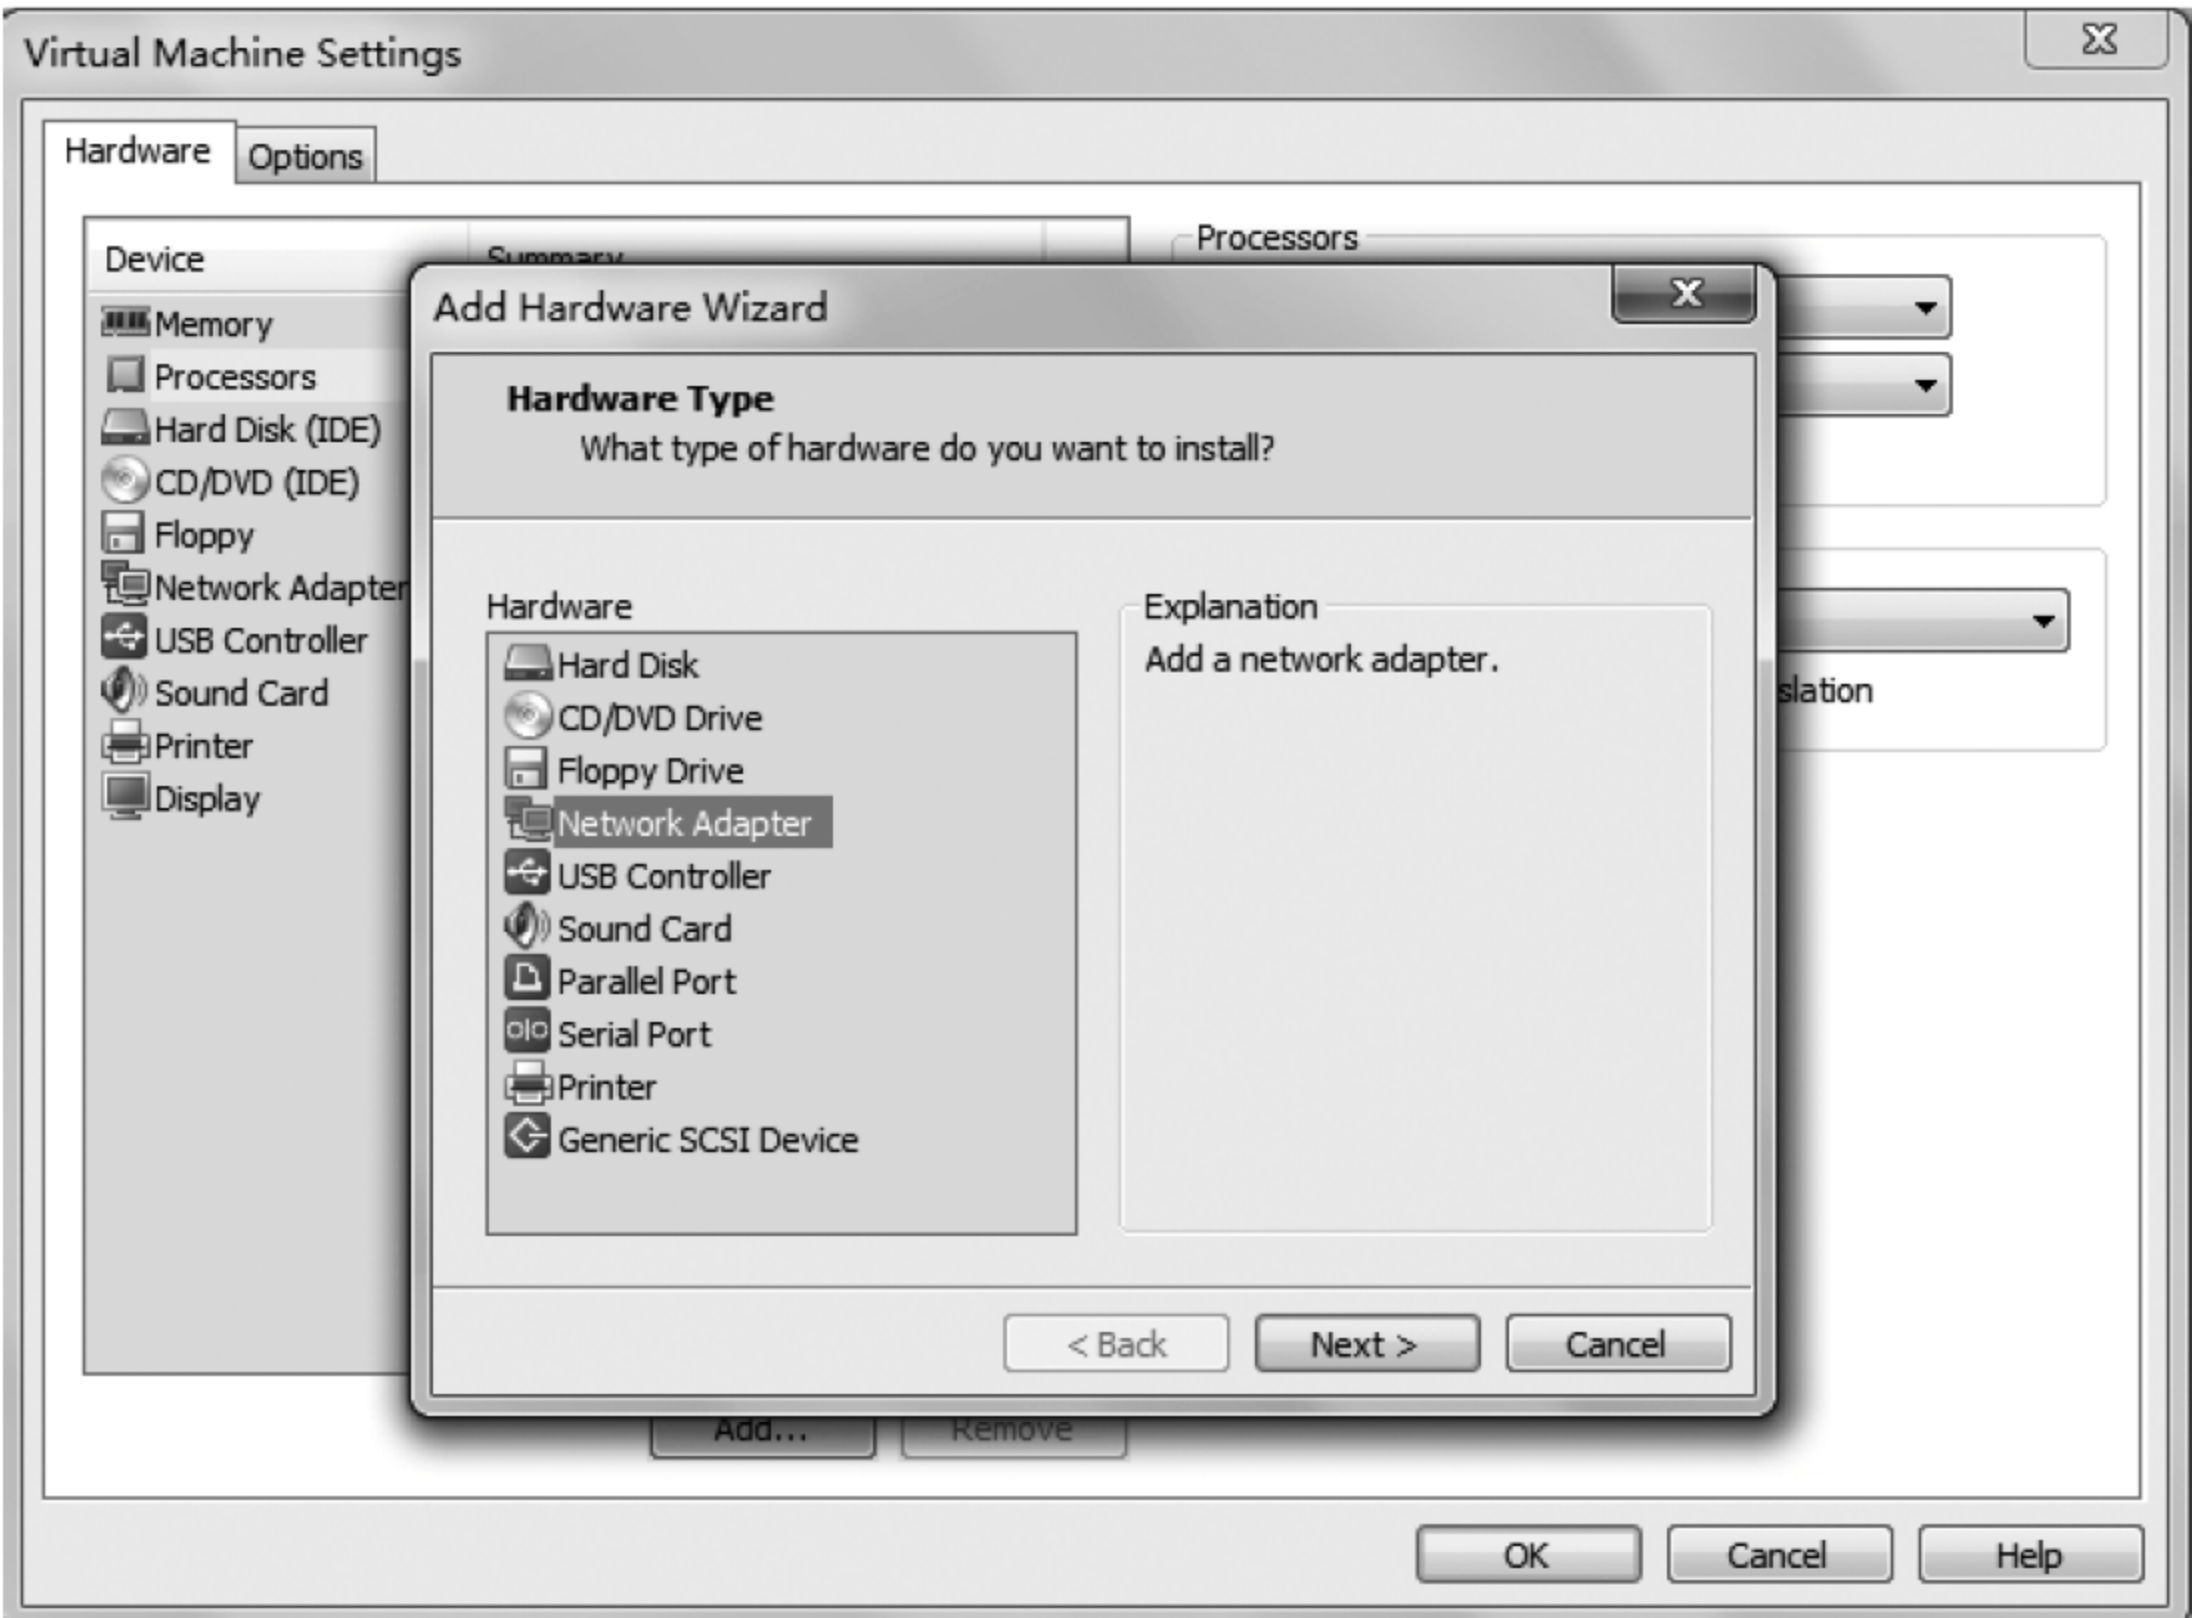 Virtual Machine Settings
Hardware
Options
Device
Summary
Memory
Processors
Hard Disk (IDE)
CD/DVD (IDE)
Floppy
Network Adapter
USB Controller
Sound Card
Printer
Display
Processors
slation
Add Hardware Wizard
Hardware Type
What type of hardware do you want to install?
Hardware
Hard Disk
CD/DVD Drive
Floppy Drive
Network Adapter
USB Controller
Sound Card
Parallel Port
Serial Port
Printer
Generic SCSI Device
Explanation
Add a network adapter.
< Back
Next >
Cancel
Add...
Remove
OK
Cancel
Help